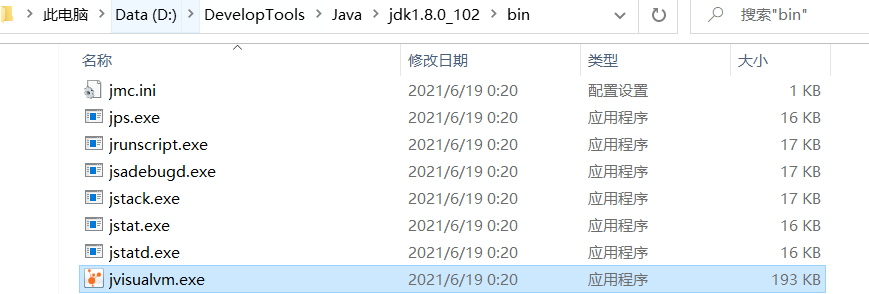 此电脑 > Data (D:) > DevelopTools > Java > jdk1.8.0_102 > bin 搜索"bin"
名称 修改日期 类型 大小
jmc.ini 2021/6/19 0:20 配置设置 1 KB
jps.exe 2021/6/19 0:20 应用程序 16 KB
jrunscript.exe 2021/6/19 0:20 应用程序 17 KB
jsadebugd.exe 2021/6/19 0:20 应用程序 17 KB
jstack.exe 2021/6/19 0:20 应用程序 17 KB
jstat.exe 2021/6/19 0:20 应用程序 16 KB
jstatd.exe 2021/6/19 0:20 应用程序 16 KB
jvisualvm.exe 2021/6/19 0:20 应用程序 193 KB